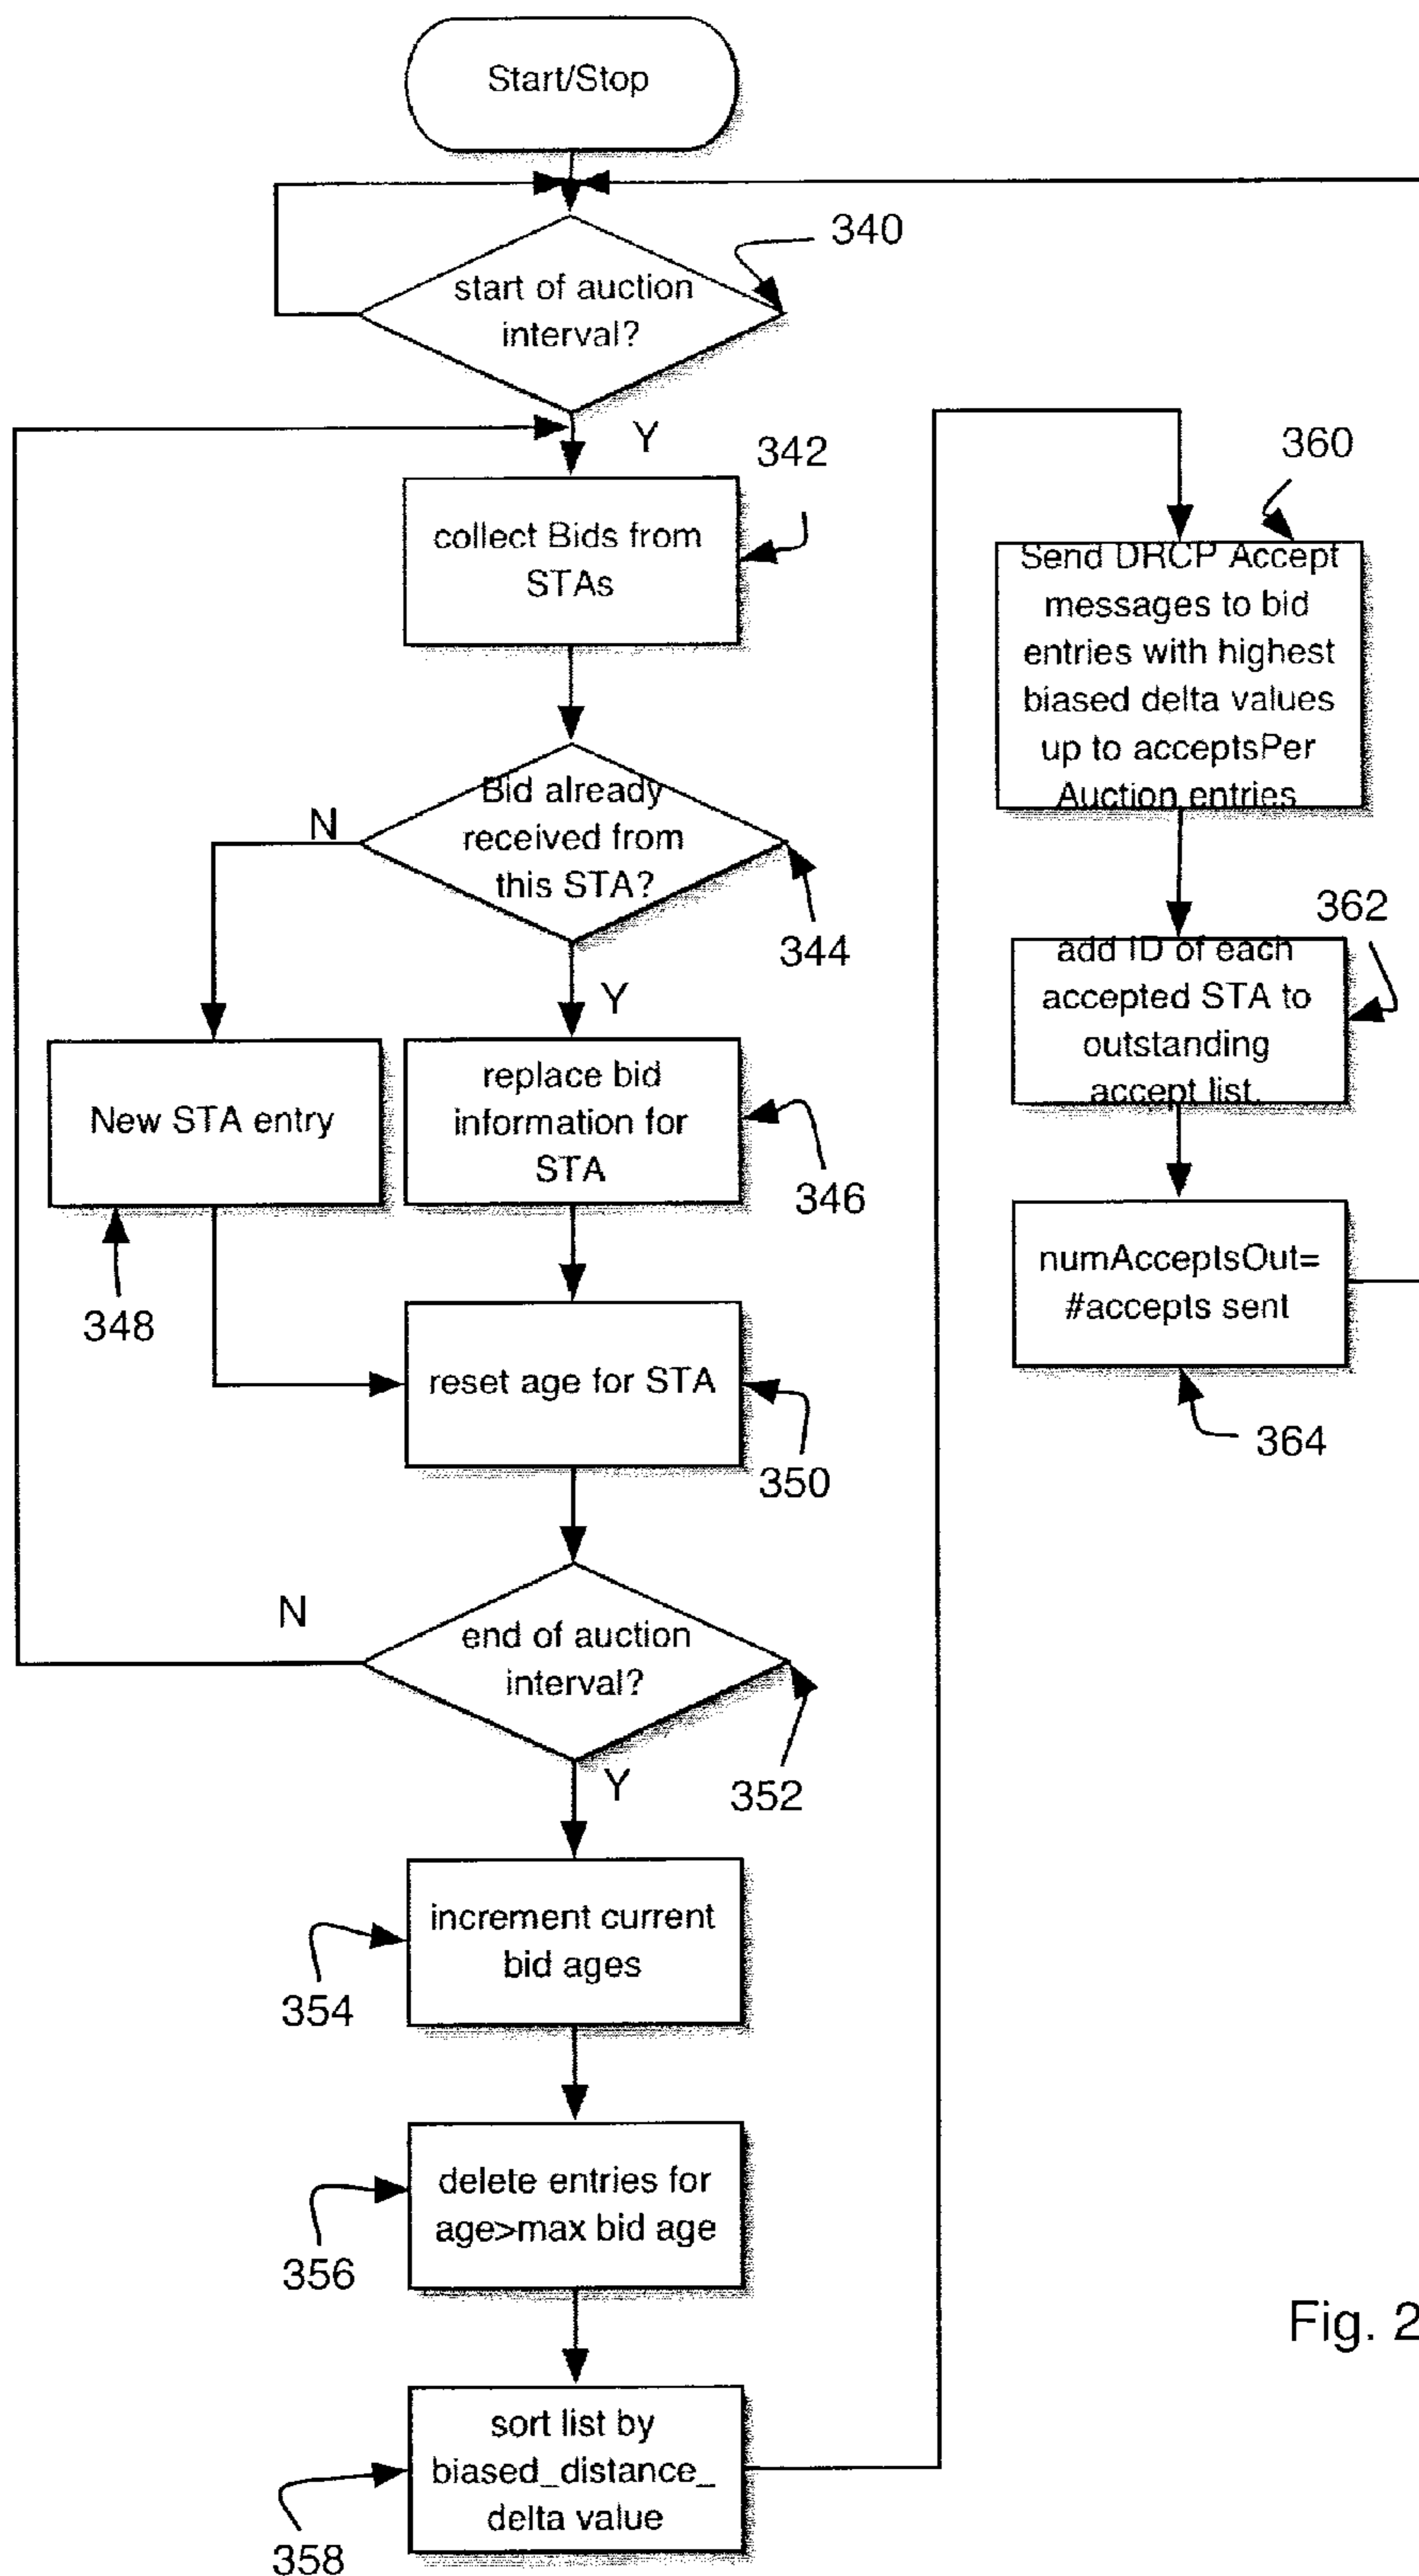 Start/Stop
start of auction
interval?
340
Y
342
collect Bids from
STAs
Bid already
received from
this STA?
N
344
Y
New STA entry
348
replace bid
information for
STA
346
reset age for STA
350
end of auction
interval?
N
352
Y
increment current
bid ages
354
delete entries for
age>max bid age
356
sort list by
biased_distance_
delta value
358
360
Send DRCP Accept
messages to bid
entries with highest
biased delta values
up to acceptsPer
Auction entries
362
add ID of each
accepted STA to
outstanding
accept list.
numAcceptsOut=
#accepts sent
364
Fig. 2